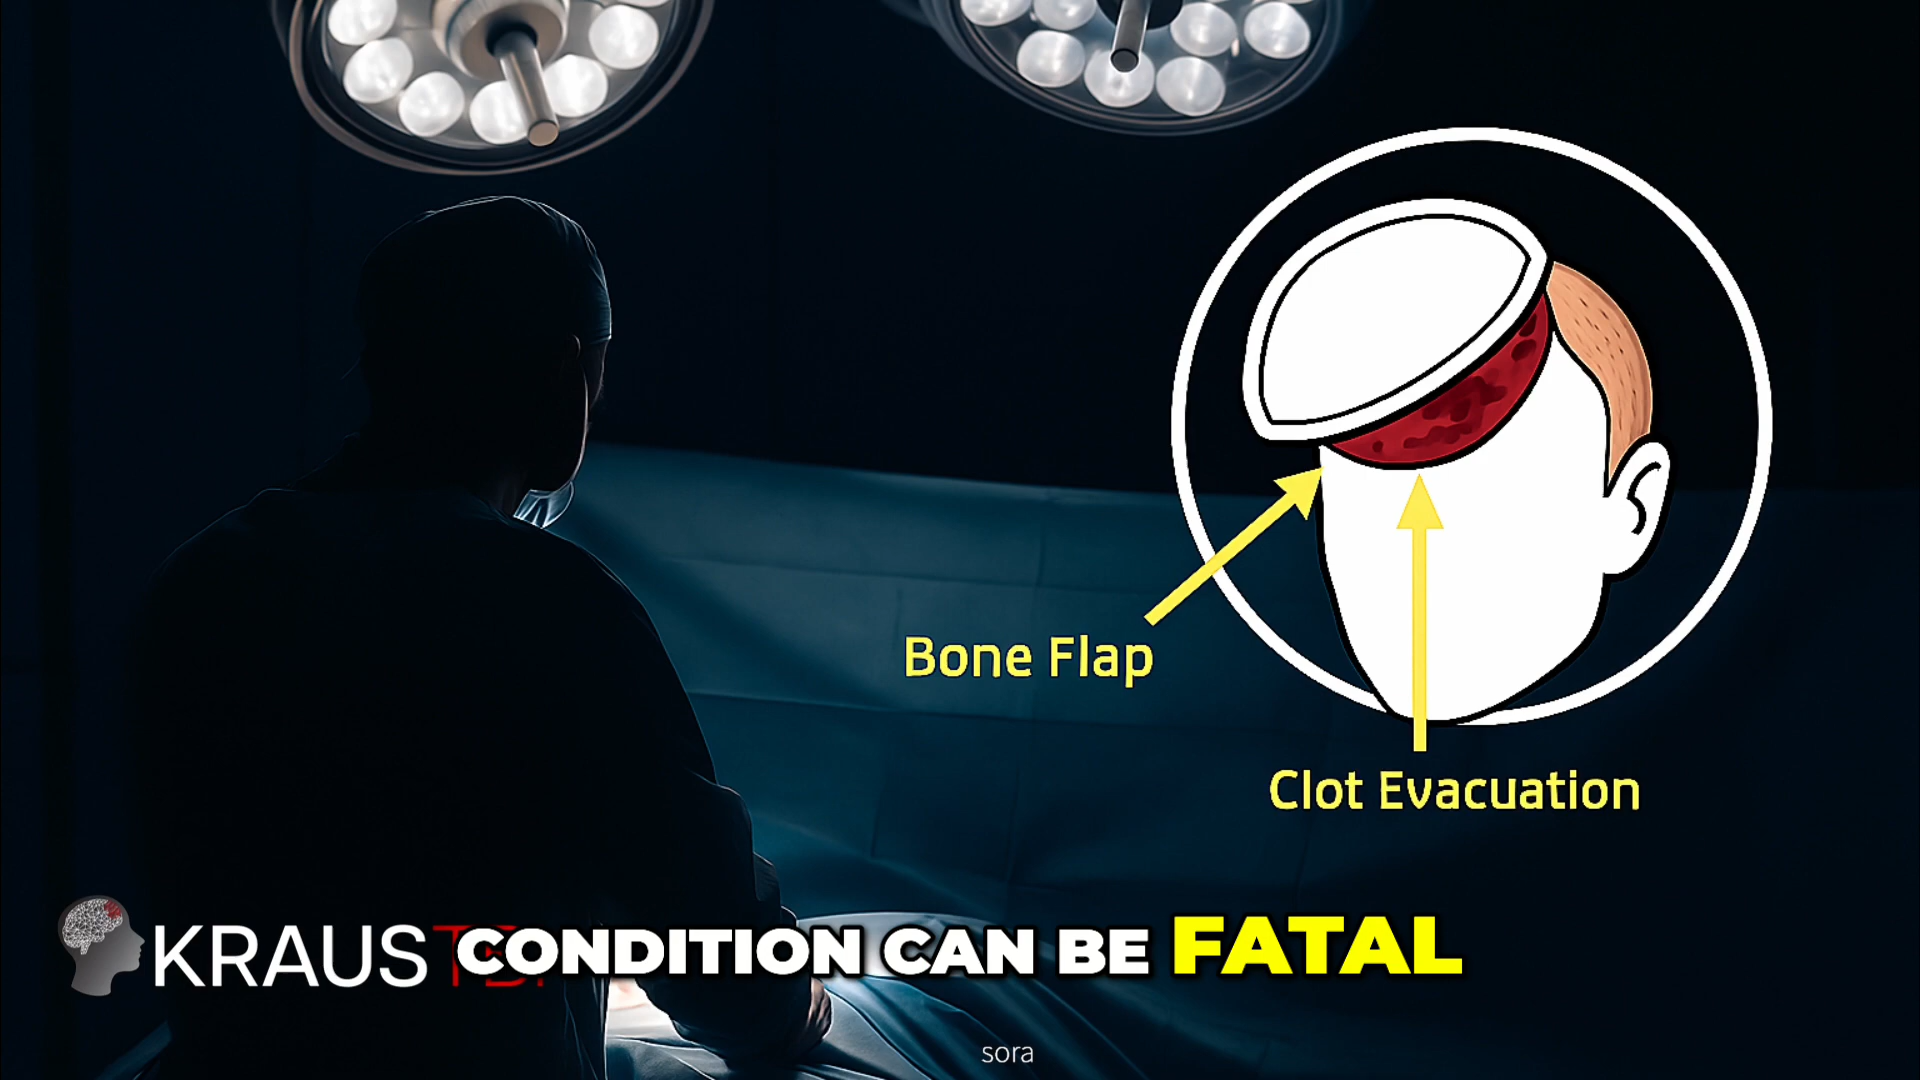 Bone Flap
Clot Evacuation
KRAUS
CONDITION CAN BE FATAL
sora